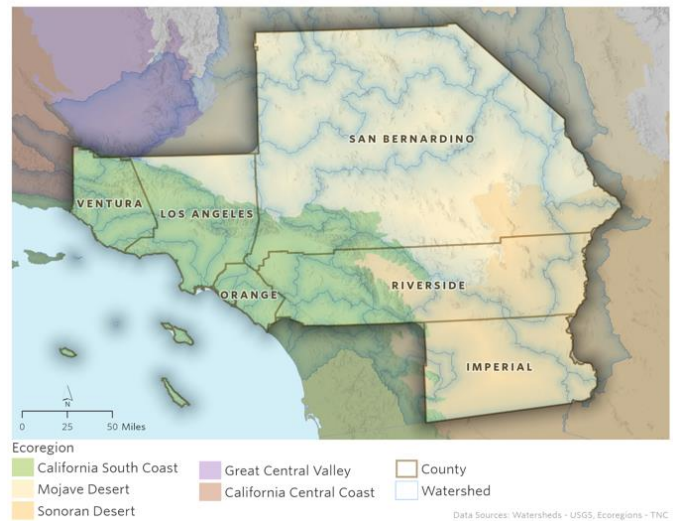 SAN BERNARDINO
VENTURA
LOS ANGELES
ORANGE
RIVERSIDE
IMPERIAL
N
0 25 50 Miles
Ecoregion
California South Coast
Mojave Desert
Sonoran Desert
Great Central Valley
California Central Coast
County
Watershed
Data Sources: Watersheds - USGS, Ecoregions - TNC